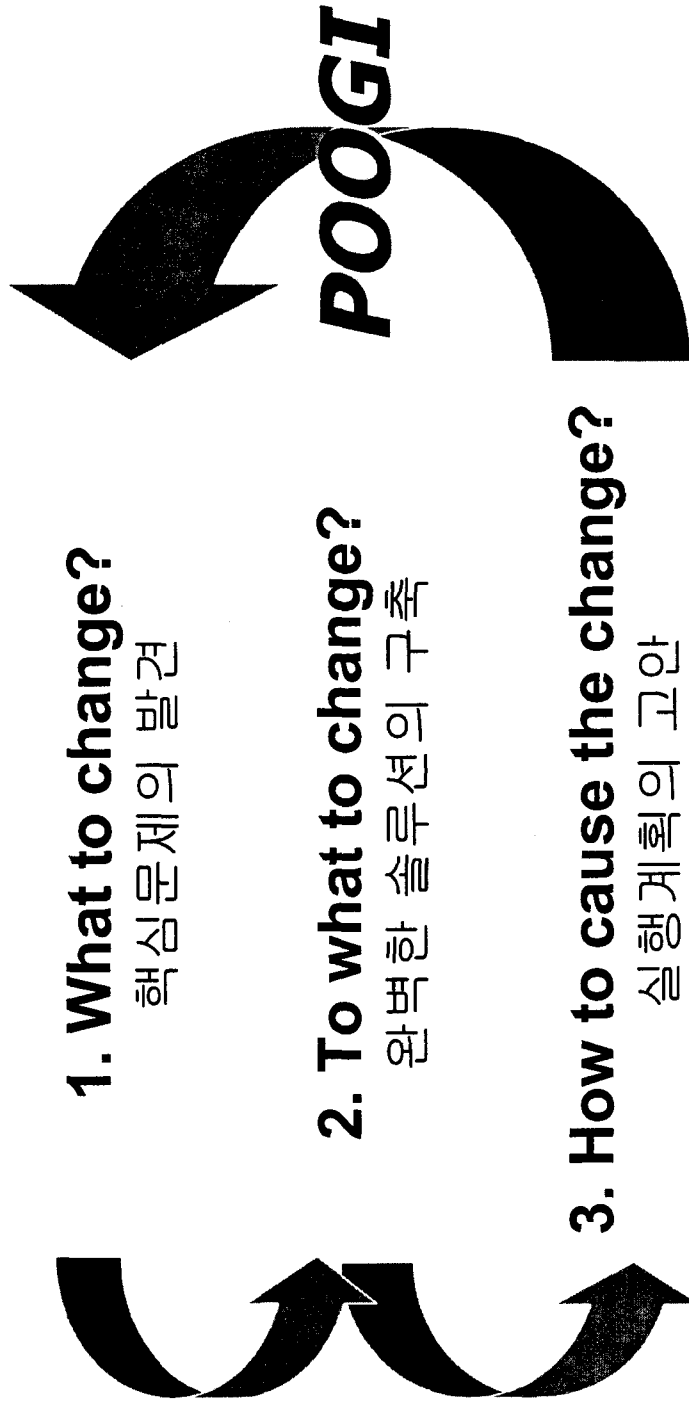 1. What to change?
핵심문제의 발견
2. To what to change?
완벽한 솔루션의 구축
3. How to cause the change?
실행계획의 고안
POOGI